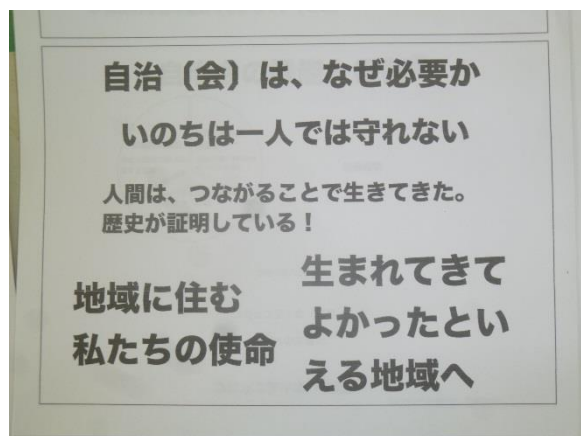 自治〔会〕は、なぜ必要か
いのちは一人では守れない
人間は、つながることで生きてきた。
歴史が証明している！
地域に住む
私たちの使命
生まれてきて
よかったとい
える地域へ